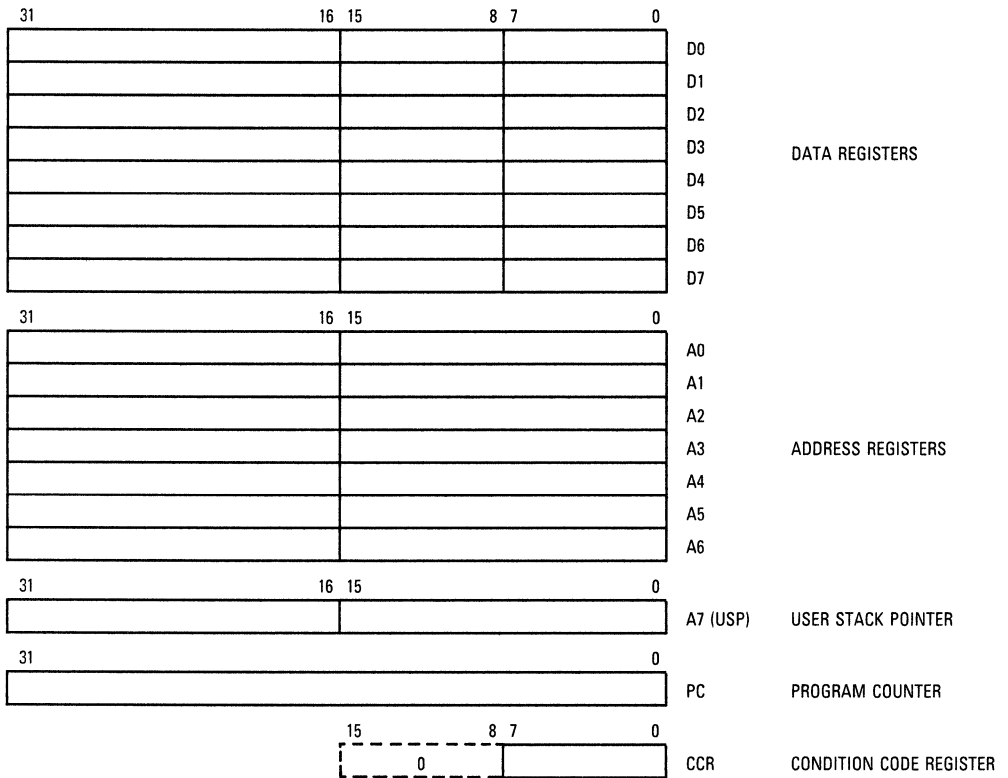 31 16 15 8 7 0
D0
D1
D2
D3 DATA REGISTERS
D4
D5
D6
D7
31 16 15 0
A0
A1
A2
A3 ADDRESS REGISTERS
A4
A5
A6
31 16 15 0
A7 (USP) USER STACK POINTER
31 0
PC PROGRAM COUNTER
15 8 7 0
0 CCR CONDITION CODE REGISTER